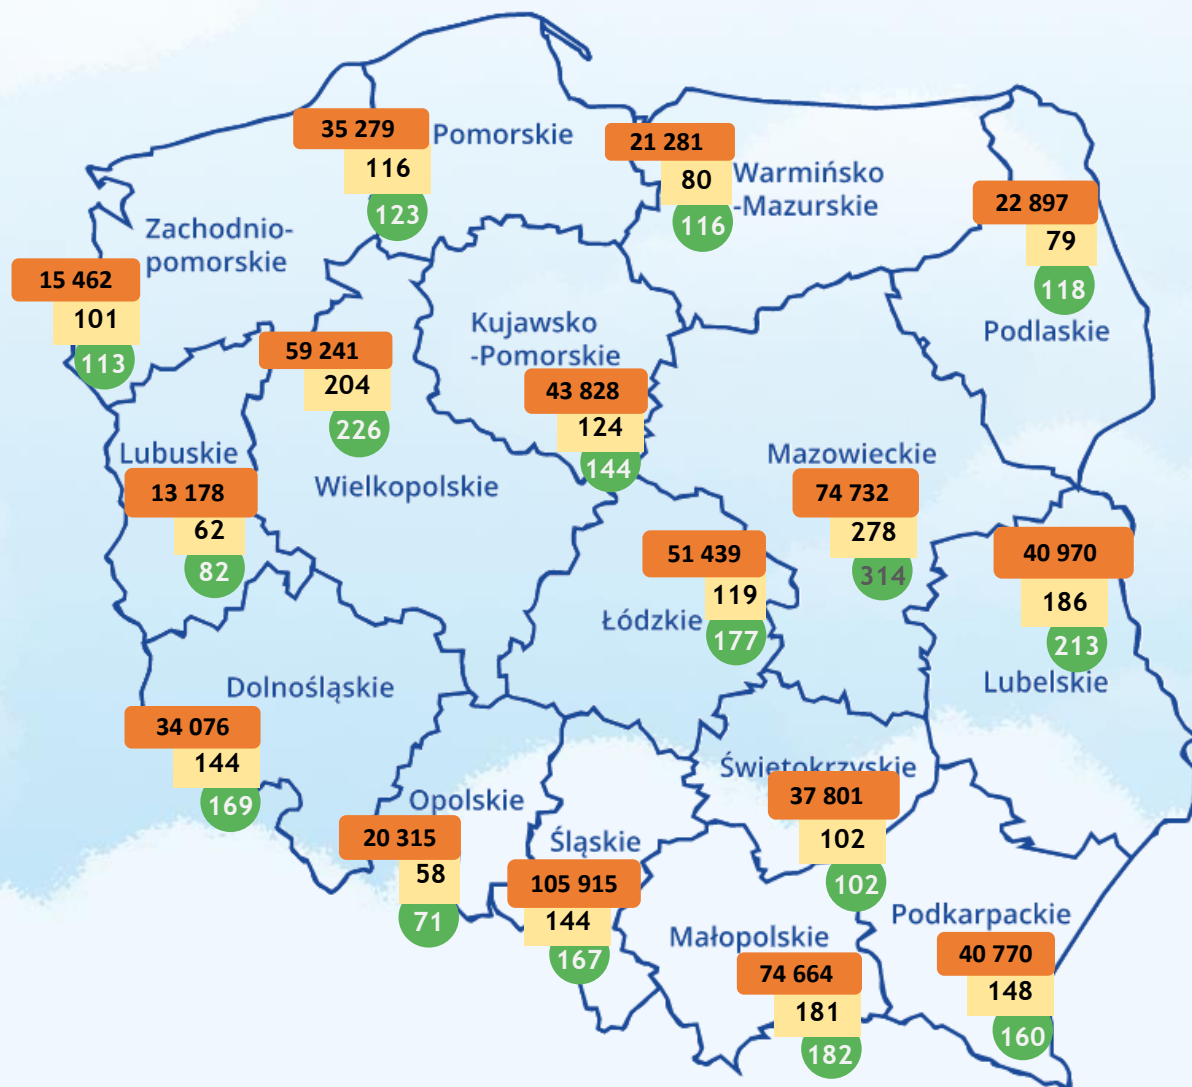 35 279
116
123
Pomorskie
21 281
80
116
Warmińsko
-Mazurskie
22 897
79
118
Podlaskie
Zachodnio-
pomorskie
15 462
101
113
59 241
204
226
Wielkopolskie
Kujawsko
-Pomorskie
43 828
124
144
Lubuskie
13 178
62
82
Mazowieckie
74 732
278
314
51 439
119
177
Łódzkie
40 970
186
213
Lubelskie
Dolnośląskie
34 076
144
169
Opolskie
20 315
58
71
Śląskie
105 915
144
167
Świętokrzyskie
37 801
102
102
Małopolskie
74 664
181
182
Podkarpackie
40 770
148
160